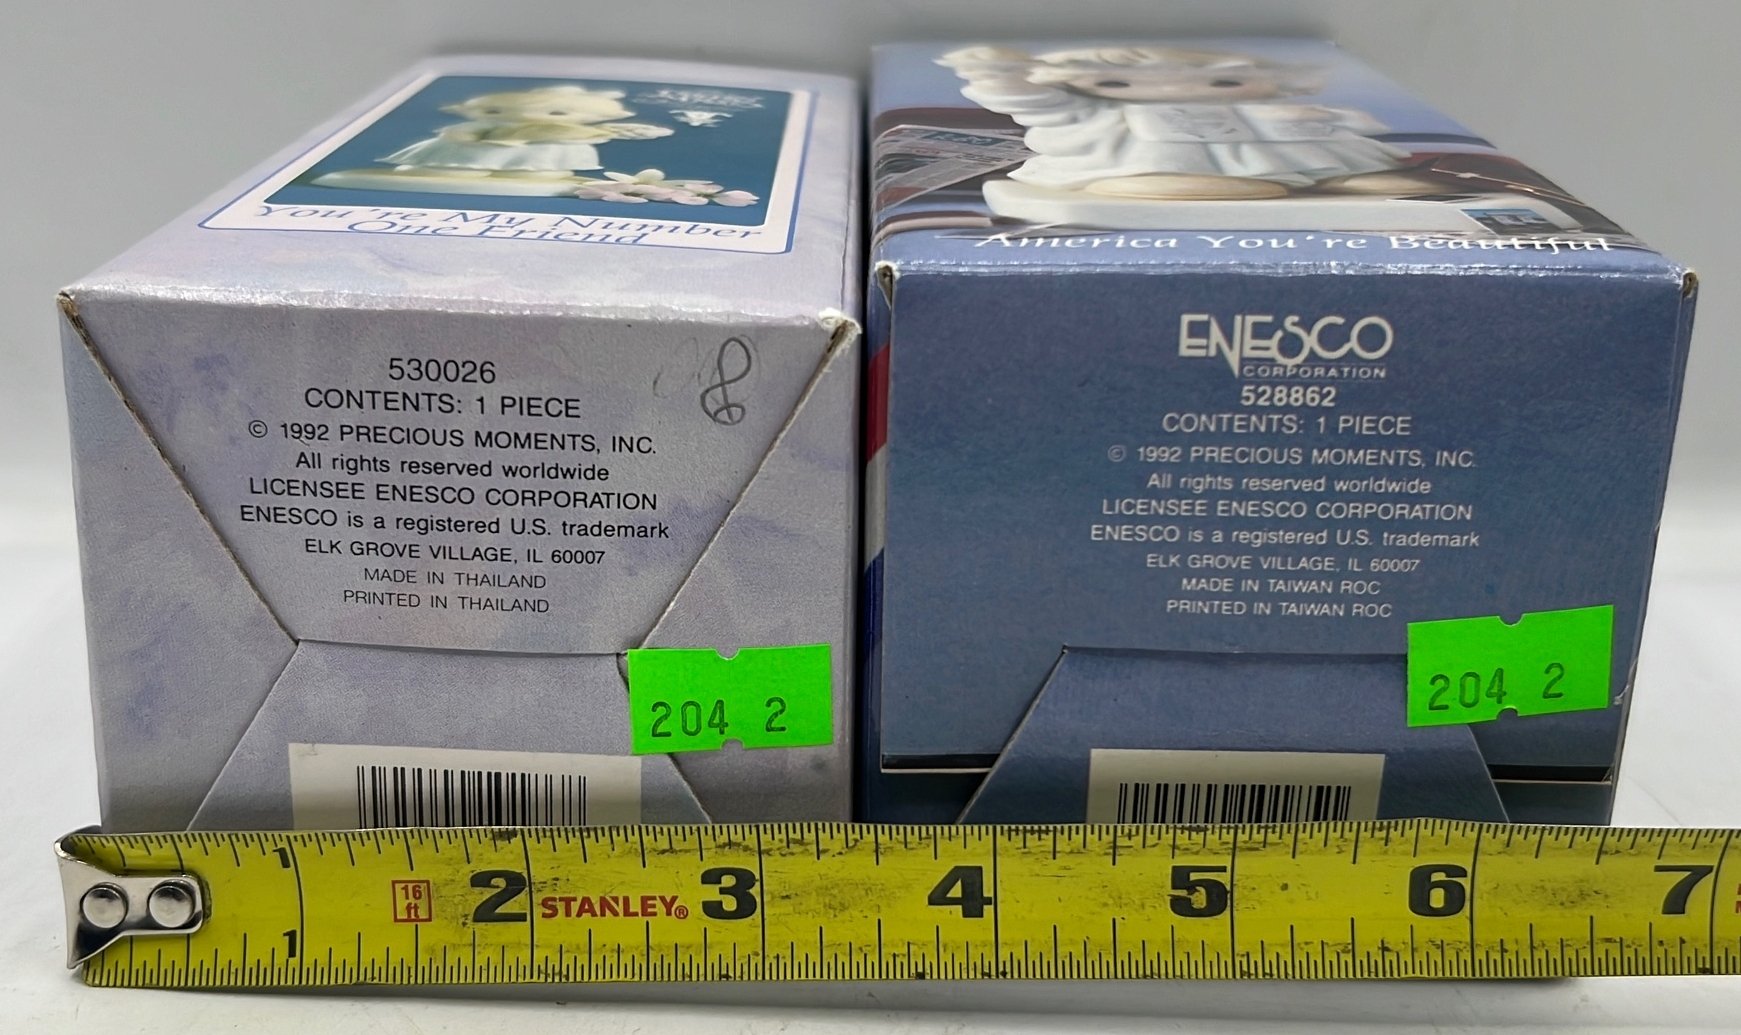 You're My Number
One Friend
530026
CONTENTS: 1 PIECE
© 1992 PRECIOUS MOMENTS, INC.
All rights reserved worldwide
LICENSEE ENESCO CORPORATION
ENESCO is a registered U.S. trademark
ELK GROVE VILLAGE, IL 60007
MADE IN THAILAND
PRINTED IN THAILAND
8
204 2
America You're Beautiful
ENESCO
CORPORATION
528862
CONTENTS: 1 PIECE
© 1992 PRECIOUS MOMENTS, INC.
All rights reserved worldwide
LICENSEE ENESCO CORPORATION
ENESCO is a registered U.S. trademark
ELK GROVE VILLAGE, IL 60007
MADE IN TAIWAN ROC
PRINTED IN TAIWAN ROC
204 2
1
16 ft 2 STANLEY® 3 4 5 6 7
1